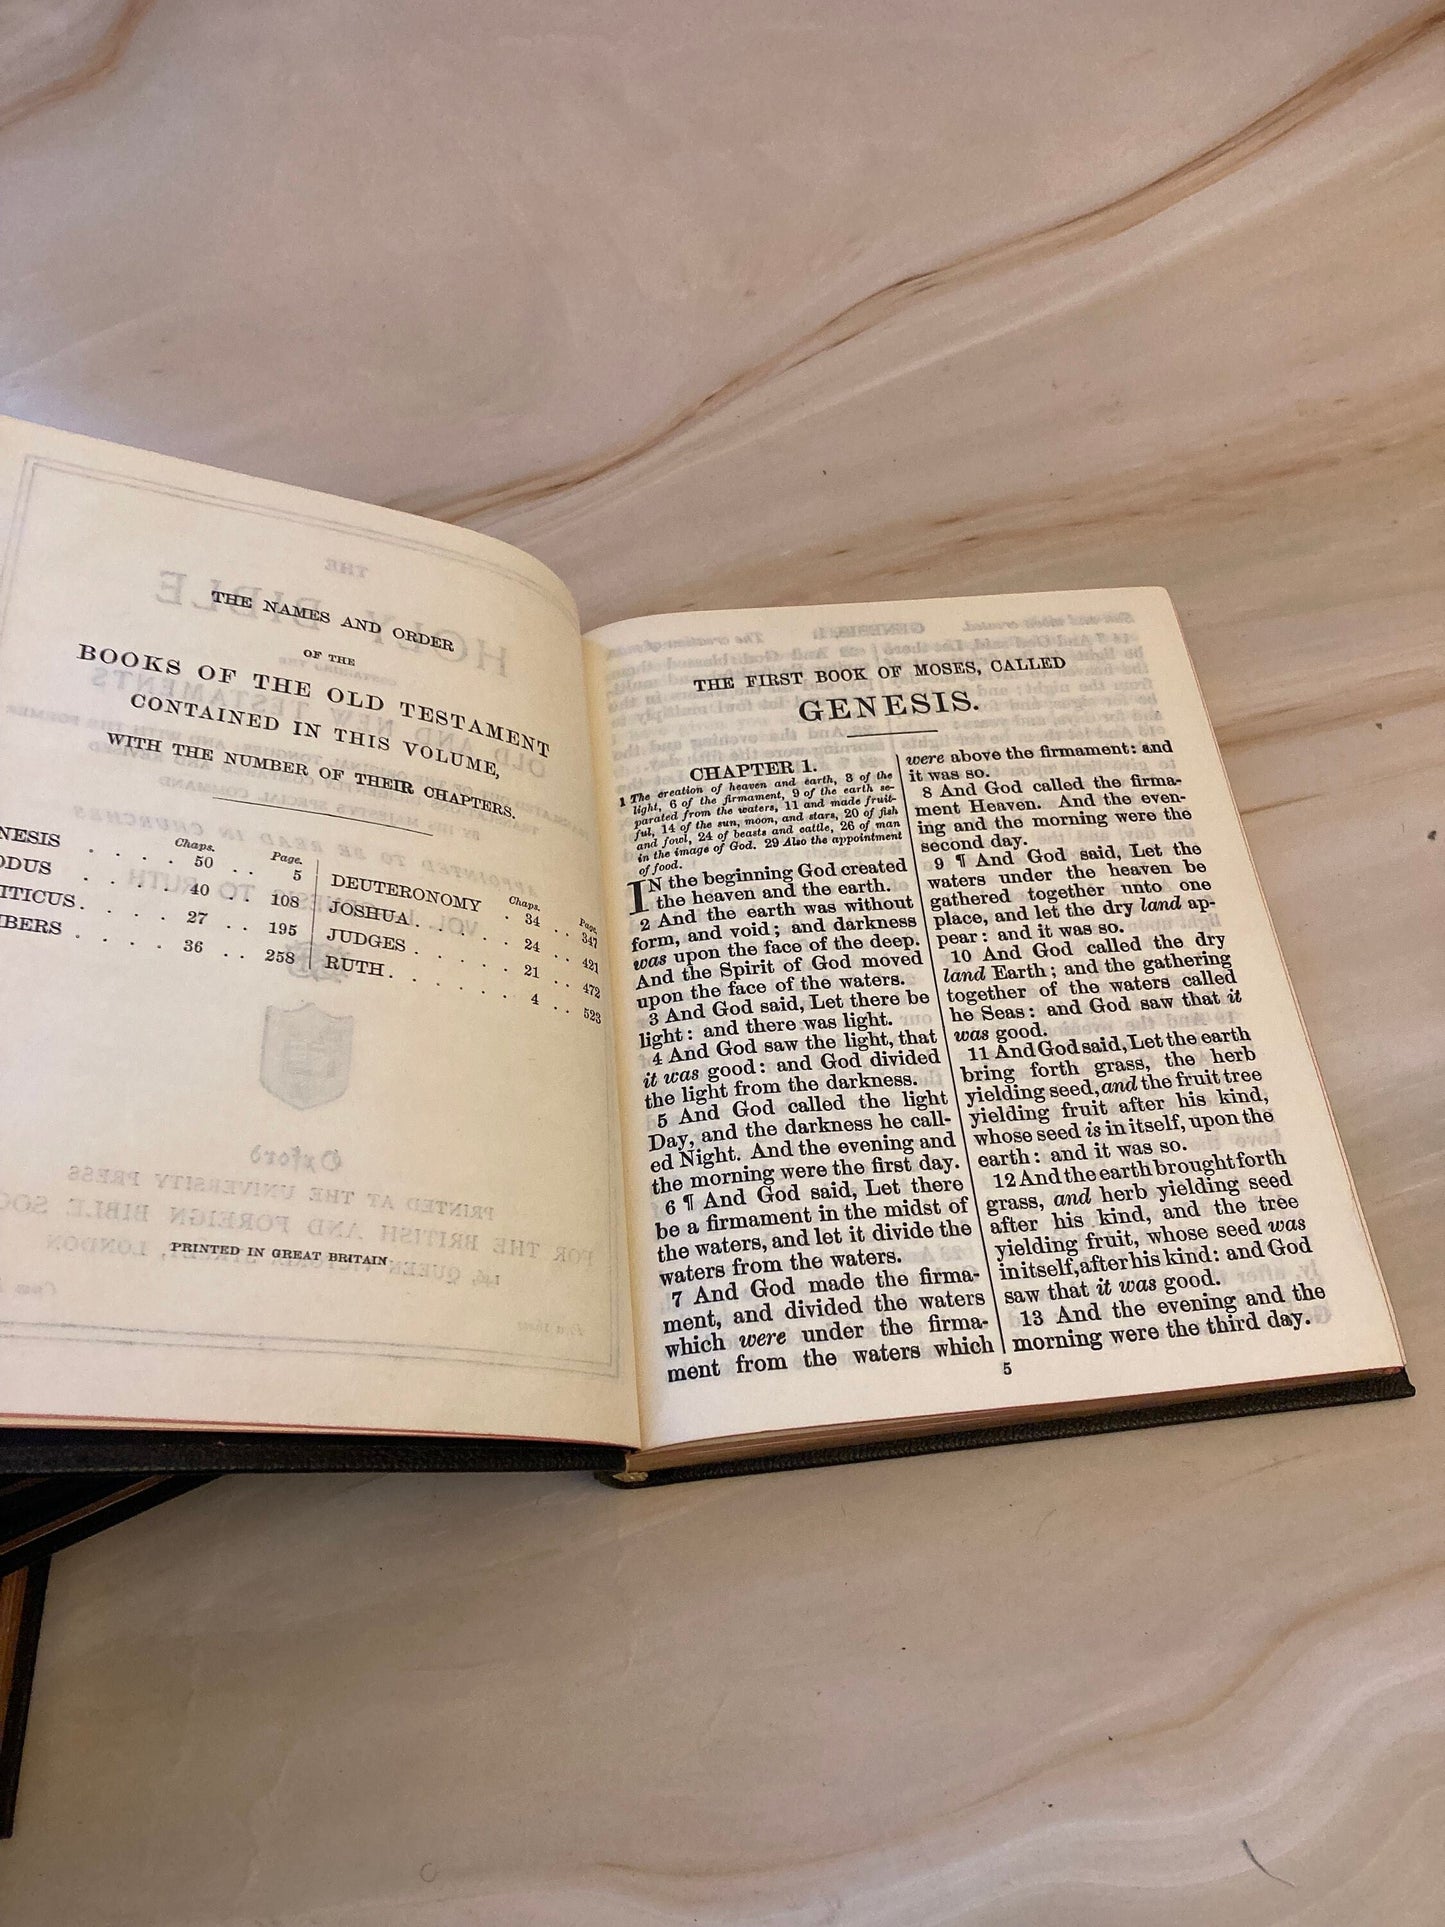 THE NAMES AND ORDER
OF THE
BOOKS OF THE OLD TESTAMENT
CONTAINED IN THIS VOLUME,
WITH THE NUMBER OF THEIR CHAPTERS.
Chaps. Page.
NESIS . . . . 50 . . 5
ODUS . . . . 40 . . 108
ITICUS . . . . 27 . . 195
BERS . . . . 36 . . 258
Chaps. Page.
DEUTERONOMY . 34 . . 347
JOSHUA . . . . . 24 . . 421
JUDGES . . . . . 21 . . 472
RUTH . . . . . . 4 . . 523
PRINTED IN GREAT BRITAIN
THE FIRST BOOK OF MOSES, CALLED
GENESIS.
CHAPTER 1.
1 The creation of heaven and earth, 3 of the
light, 6 of the firmament, 9 of the earth se-
parated from the waters, 11 and made fruit-
ful, 14 of the sun, moon, and stars, 20 of fish
and fowl, 24 of beasts and cattle, 26 of man
in the image of God. 29 Also the appointment
of food.
IN the beginning God created
the heaven and the earth.
2 And the earth was without
form, and void; and darkness
was upon the face of the deep.
And the Spirit of God moved
upon the face of the waters.
3 And God said, Let there be
light: and there was light.
4 And God saw the light, that
it was good: and God divided
the light from the darkness.
5 And God called the light
Day, and the darkness he call-
ed Night. And the evening and
the morning were the first day.
6 ¶ And God said, Let there
be a firmament in the midst of
the waters, and let it divide the
waters from the waters.
7 And God made the firma-
ment, and divided the waters
which were under the firma-
ment from the waters which
were above the firmament: and
it was so.
8 And God called the firma-
ment Heaven. And the even-
ing and the morning were the
second day.
9 ¶ And God said, Let the
waters under the heaven be
gathered together unto one
place, and let the dry land ap-
pear: and it was so.
10 And God called the dry
land Earth; and the gathering
together of the waters called
he Seas: and God saw that it
was good.
11 And God said, Let the earth
bring forth grass, the herb
yielding seed, and the fruit tree
yielding fruit after his kind,
whose seed is in itself, upon the
earth: and it was so.
12 And the earth brought forth
grass, and herb yielding seed
after his kind, and the tree
yielding fruit, whose seed was
in itself, after his kind: and God
saw that it was good.
13 And the evening and the
morning were the third day.
5